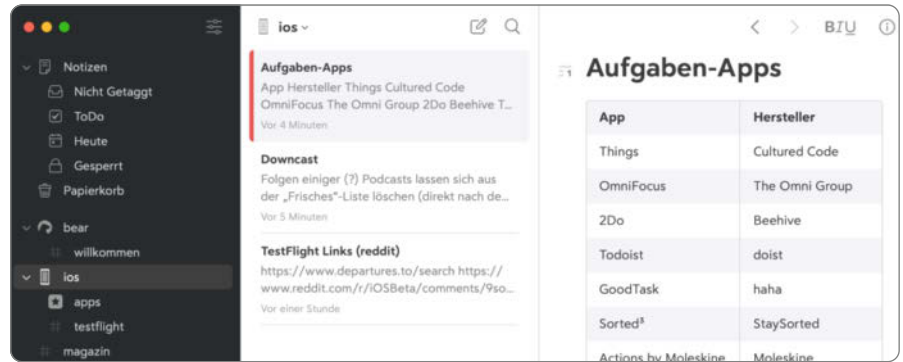 Notizen
Nicht Getaggt
ToDo
Heute
Gesperrt
Papierkorb
bear
willkommen
ios
apps
testflight
magazin
ios
Aufgaben-Apps
App Hersteller Things Cultured Code
OmniFocus The Omni Group 2Do Beehive T...
Vor 4 Minuten
Downcast
Folgen einiger (?) Podcasts lassen sich aus
der „Frisches“-Liste löschen (direkt nach de...
Vor 5 Minuten
TestFlight Links (reddit)
https://www.departures.to/search https://
www.reddit.com/r/iOSBeta/comments/9so...
Vor einer Stunde
BIU
Aufgaben-Apps
App Hersteller
Things Cultured Code
OmniFocus The Omni Group
2Do Beehive
Todoist doist
GoodTask haha
Sorted³ StaySorted
Actions by Moleskine Moleskine